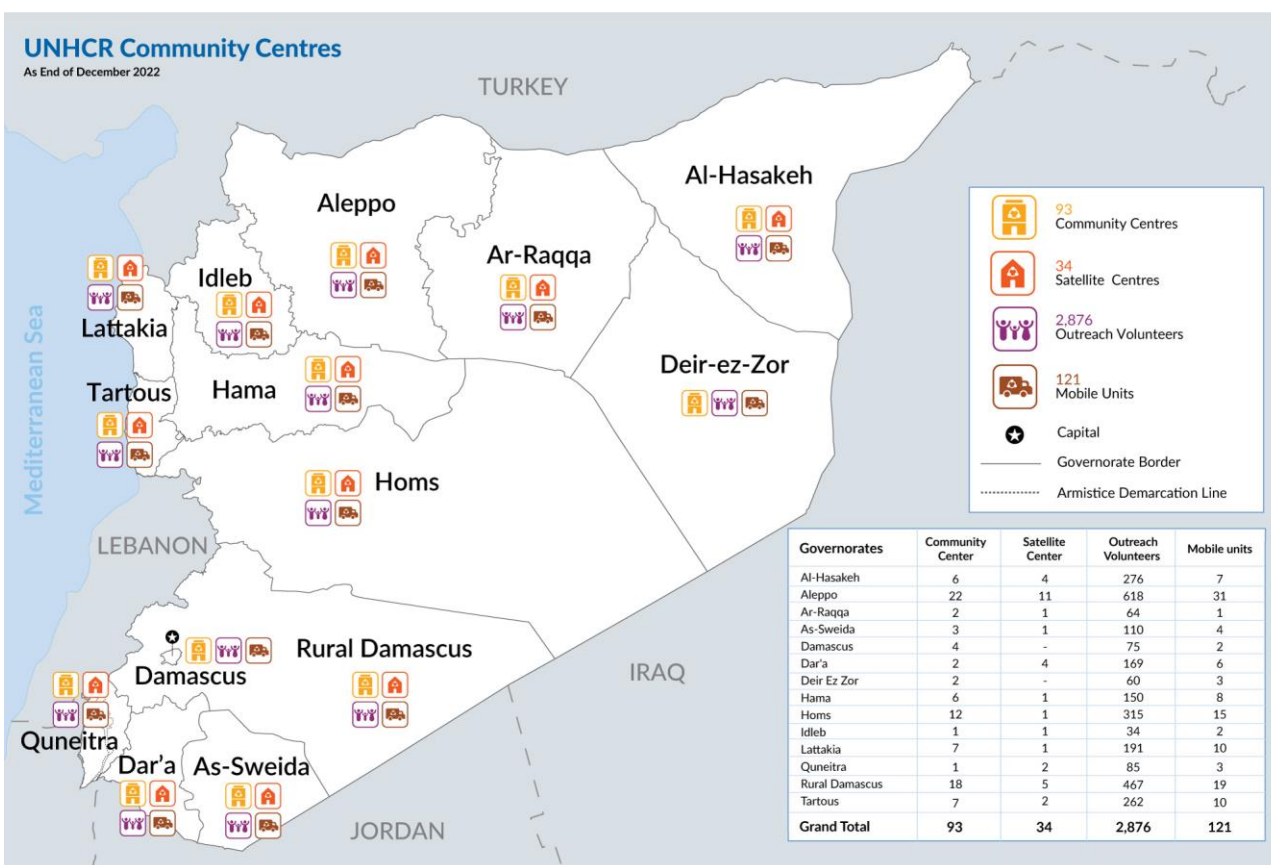 UNHCR Community Centres
As End of December 2022
TURKEY
Al-Hasakeh
Aleppo
Ar-Raqqa
Idleb
Lattakia
Mediterranean Sea
Deir-ez-Zor
Tartous
Hama
Homs
LEBANON
Rural Damascus
Damascus
IRAQ
Quneitra
Dar'a
As-Sweida
JORDAN
93
Community Centres
34
Satellite Centres
2,876
Outreach Volunteers
121
Mobile Units
Capital
Governorate Border
Armistice Demarcation Line
Governorates Community Center Satellite Center Outreach Volunteers Mobile units
Al-Hasakeh 6 4 276 7
Aleppo 22 11 618 31
Ar-Raqqa 2 1 64 1
As-Sweida 3 1 110 4
Damascus 4 - 75 2
Dar'a 2 4 169 6
Deir Ez Zor 2 - 60 3
Hama 6 1 150 8
Homs 12 1 315 15
Idleb 1 1 34 2
Lattakia 7 1 191 10
Quneitra 1 2 85 3
Rural Damascus 18 5 467 19
Tartous 7 2 262 10
Grand Total 93 34 2,876 121